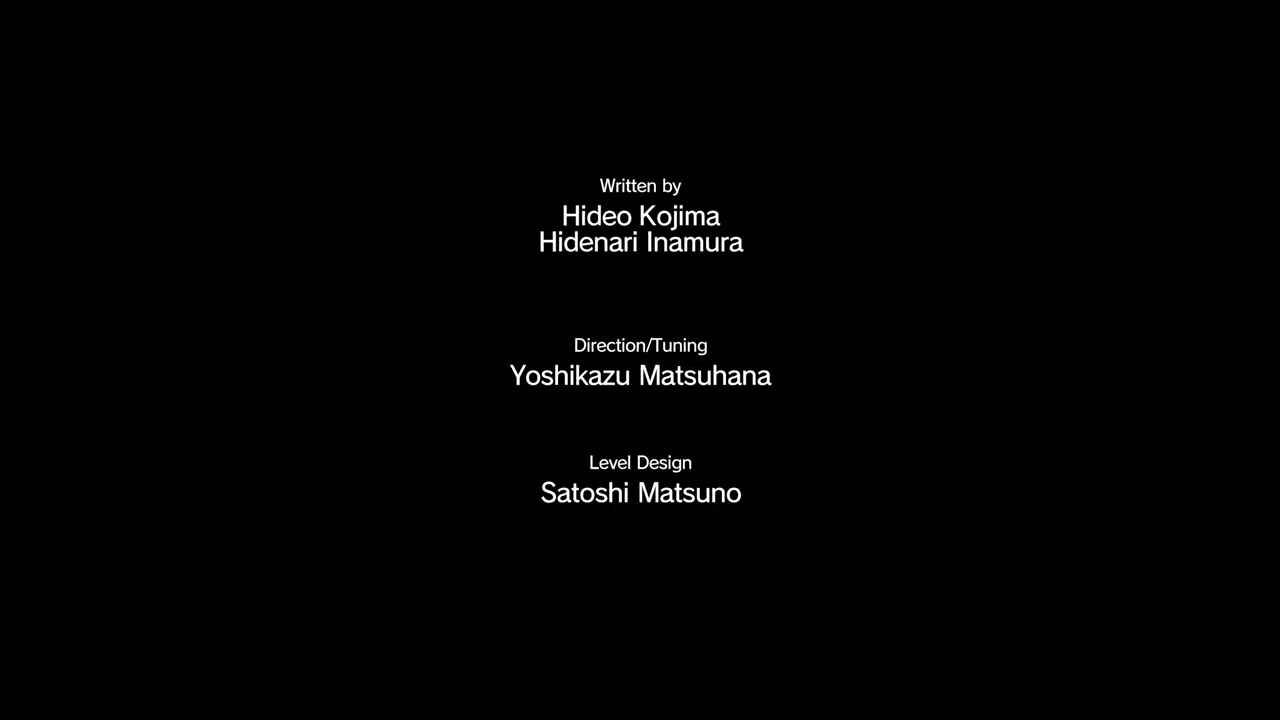 Written by
Hideo Kojima
Hidenari Inamura
Direction/Tuning
Yoshikazu Matsuhana
Level Design
Satoshi Matsuno